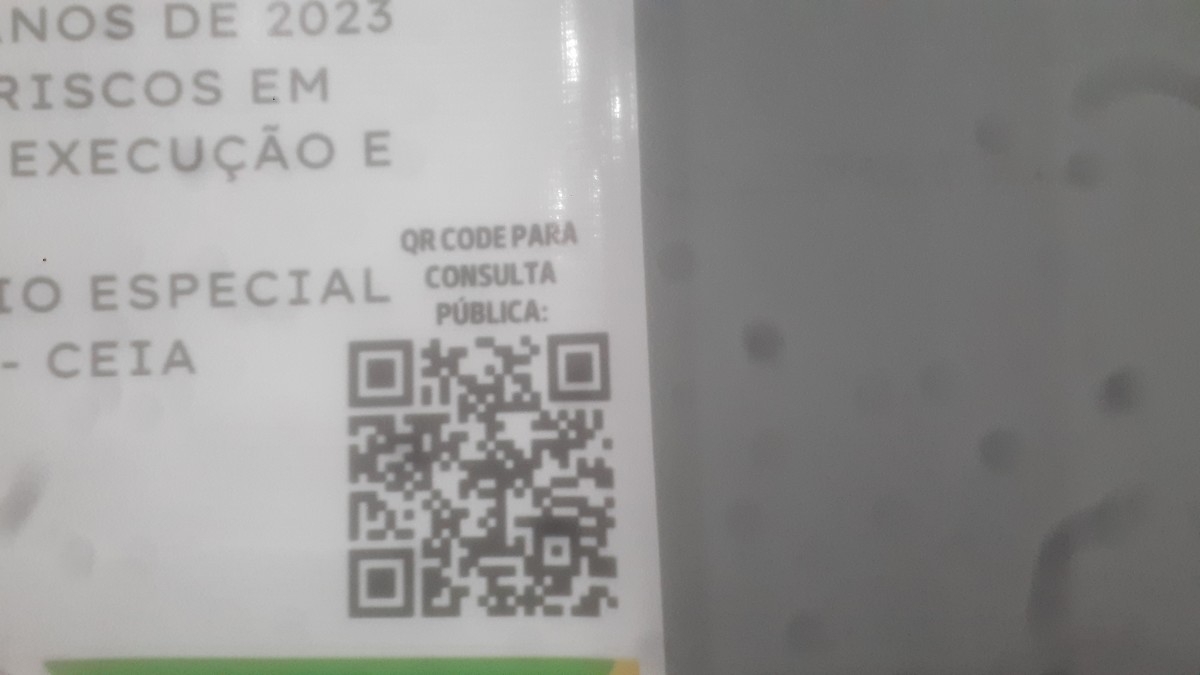 ANOS DE 2023
RISCOS EM
EXECUÇÃO E
IO ESPECIAL
- CEIA
QR CODE PARA
CONSULTA
PÚBLICA: